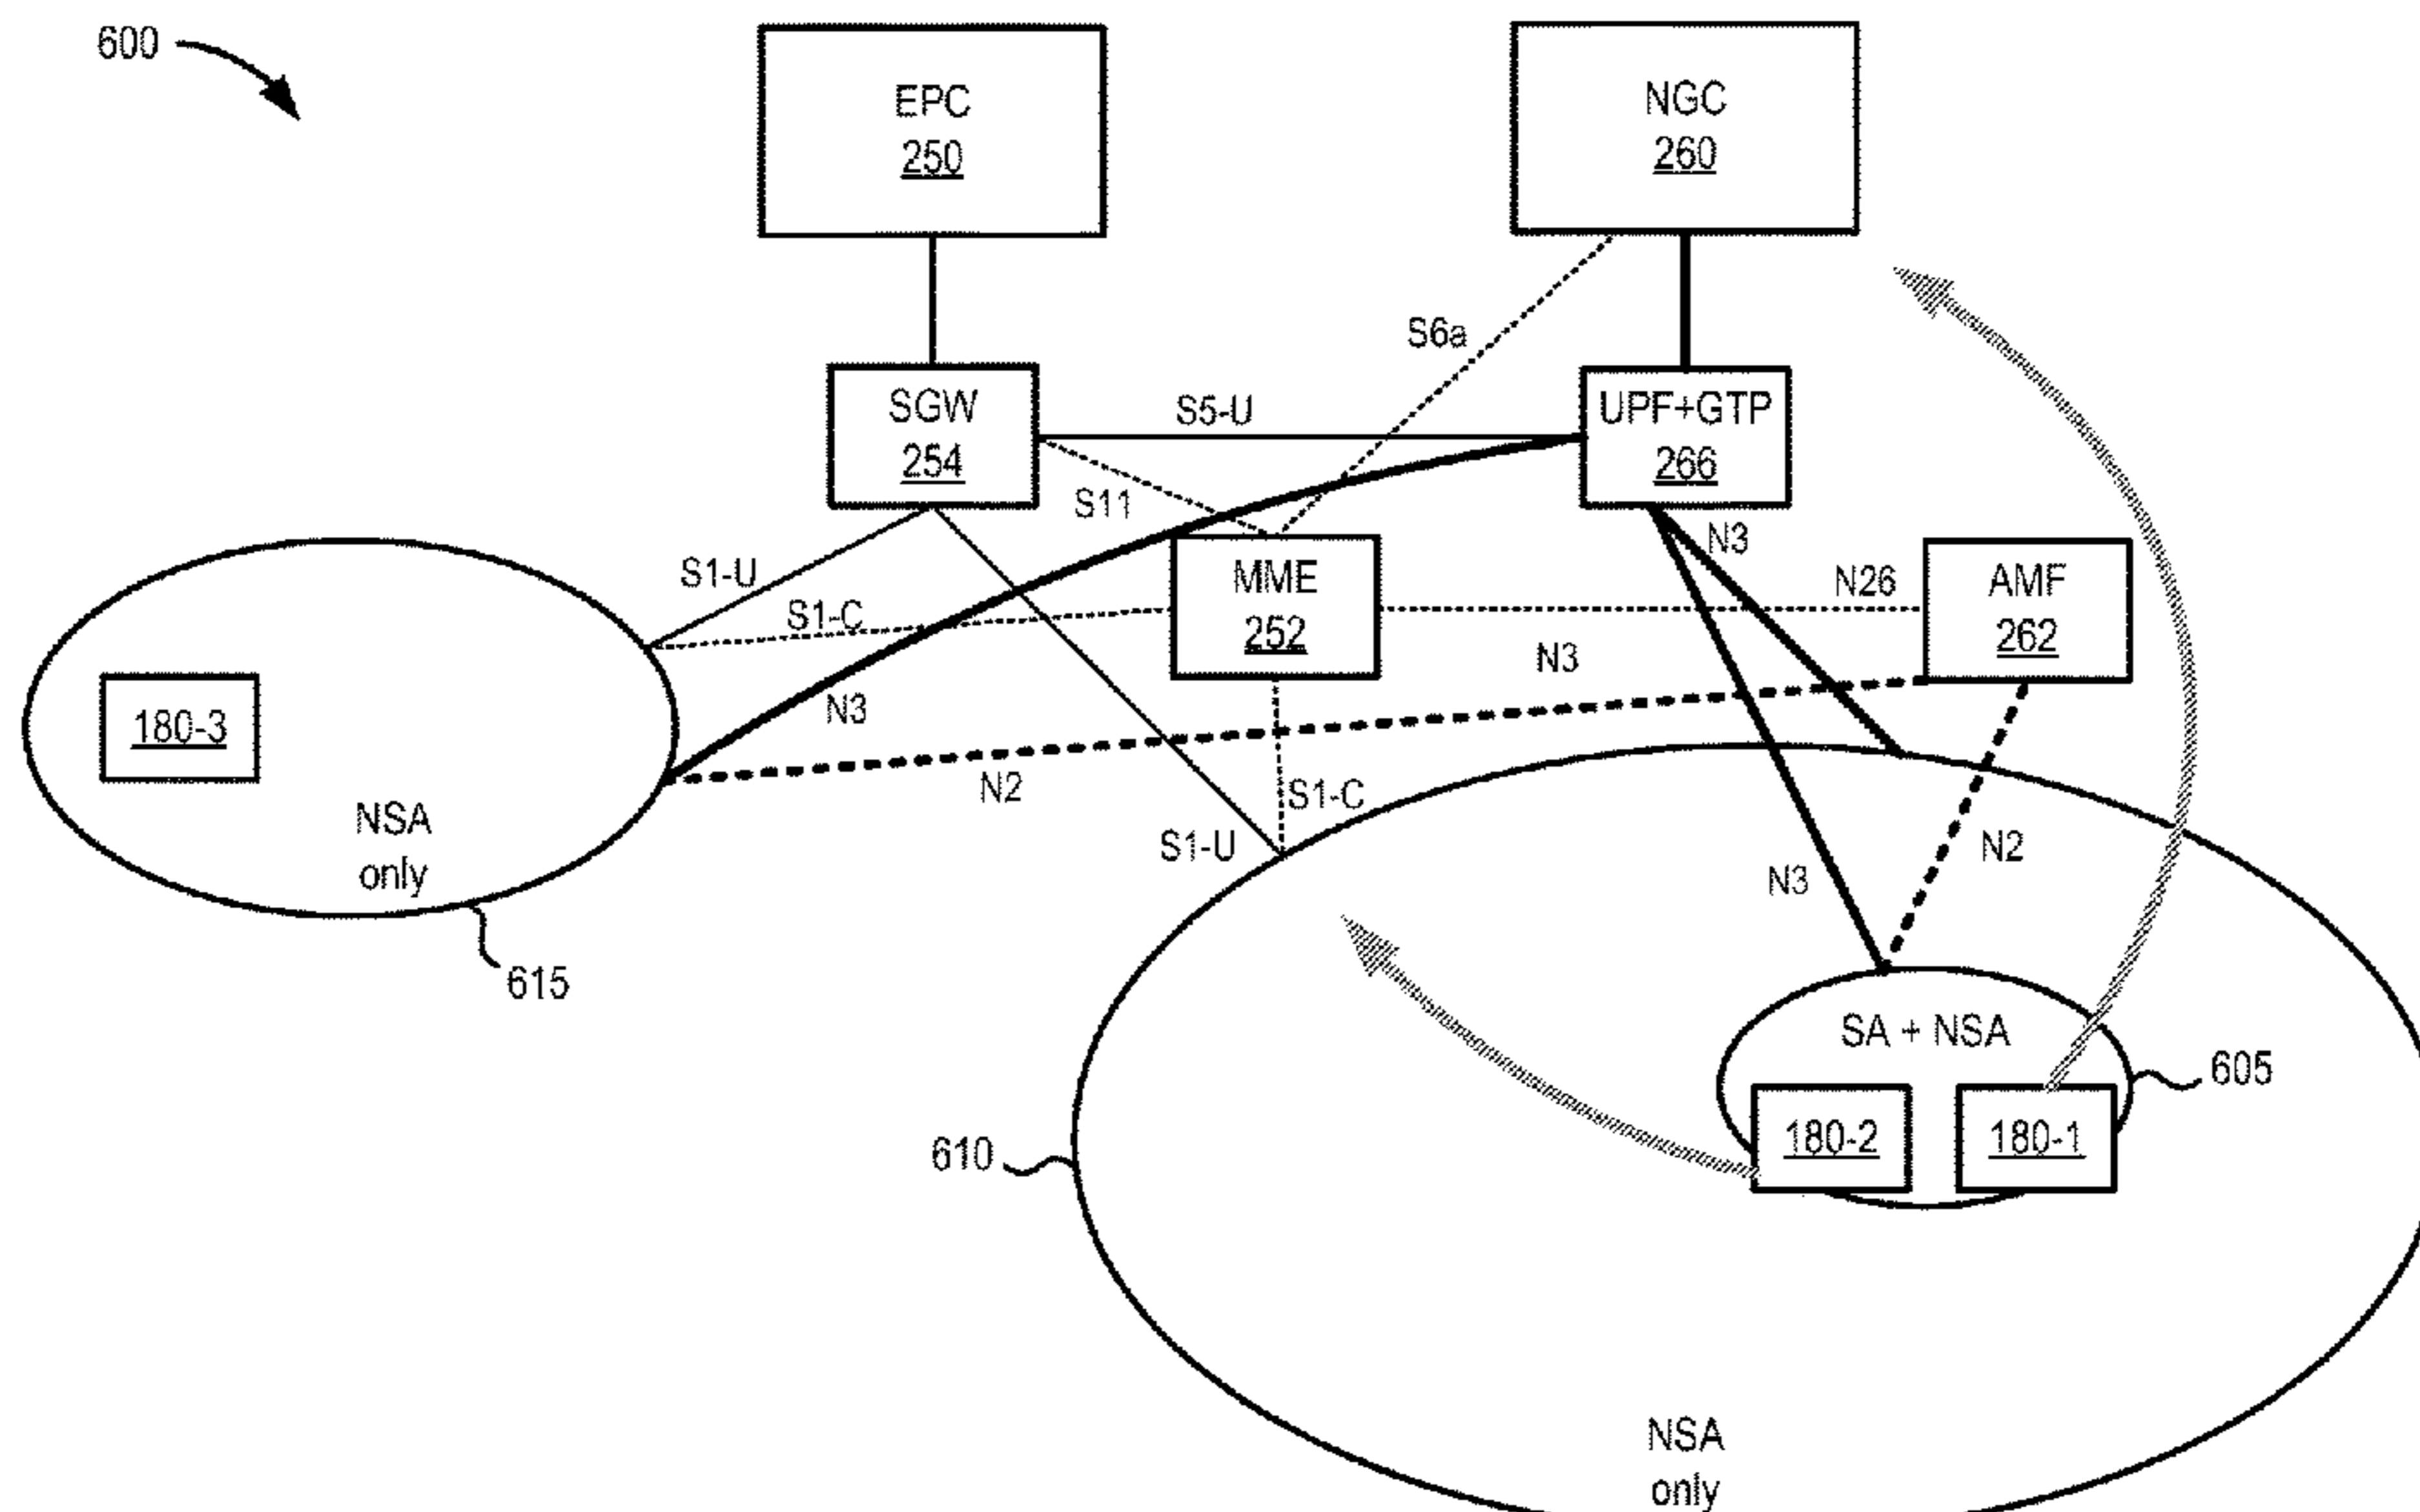 600
EPC
250
NGC
260
S6a
SGW
254
S5-U
UPF+GTP
266
S11
N3
S1-U
S1-C
MME
252
N26
AMF
262
N3
180-3
N3
N2
S1-C
NSA
only
S1-U
N2
N3
615
SA + NSA
605
610
180-2
180-1
NSA
only